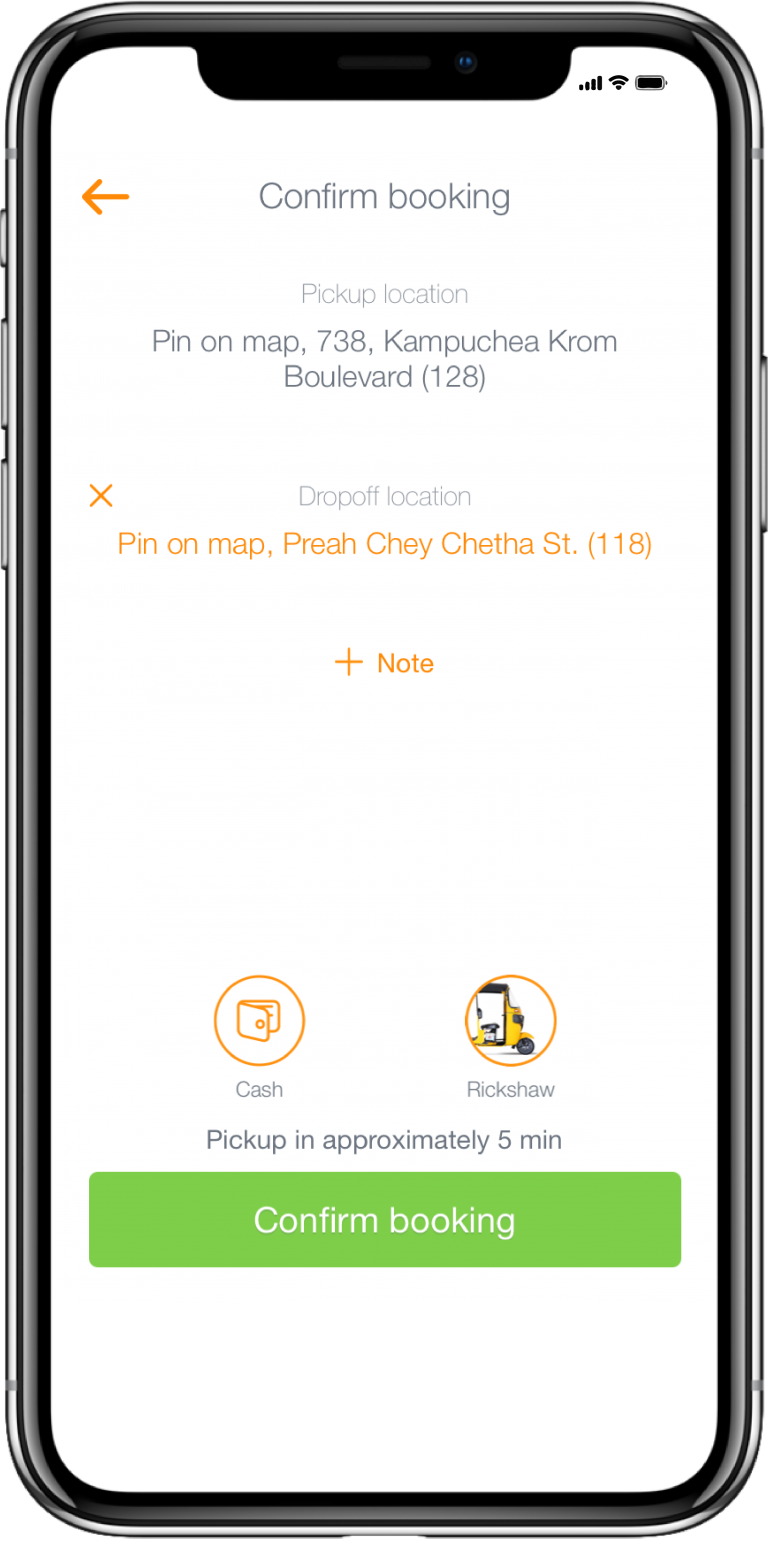 Confirm booking
Pickup location
Pin on map, 738, Kampuchea Krom
Boulevard (128)
Dropoff location
Pin on map, Preah Chey Chetha St. (118)
+ Note
Cash
Rickshaw
Pickup in approximately 5 min
Confirm booking